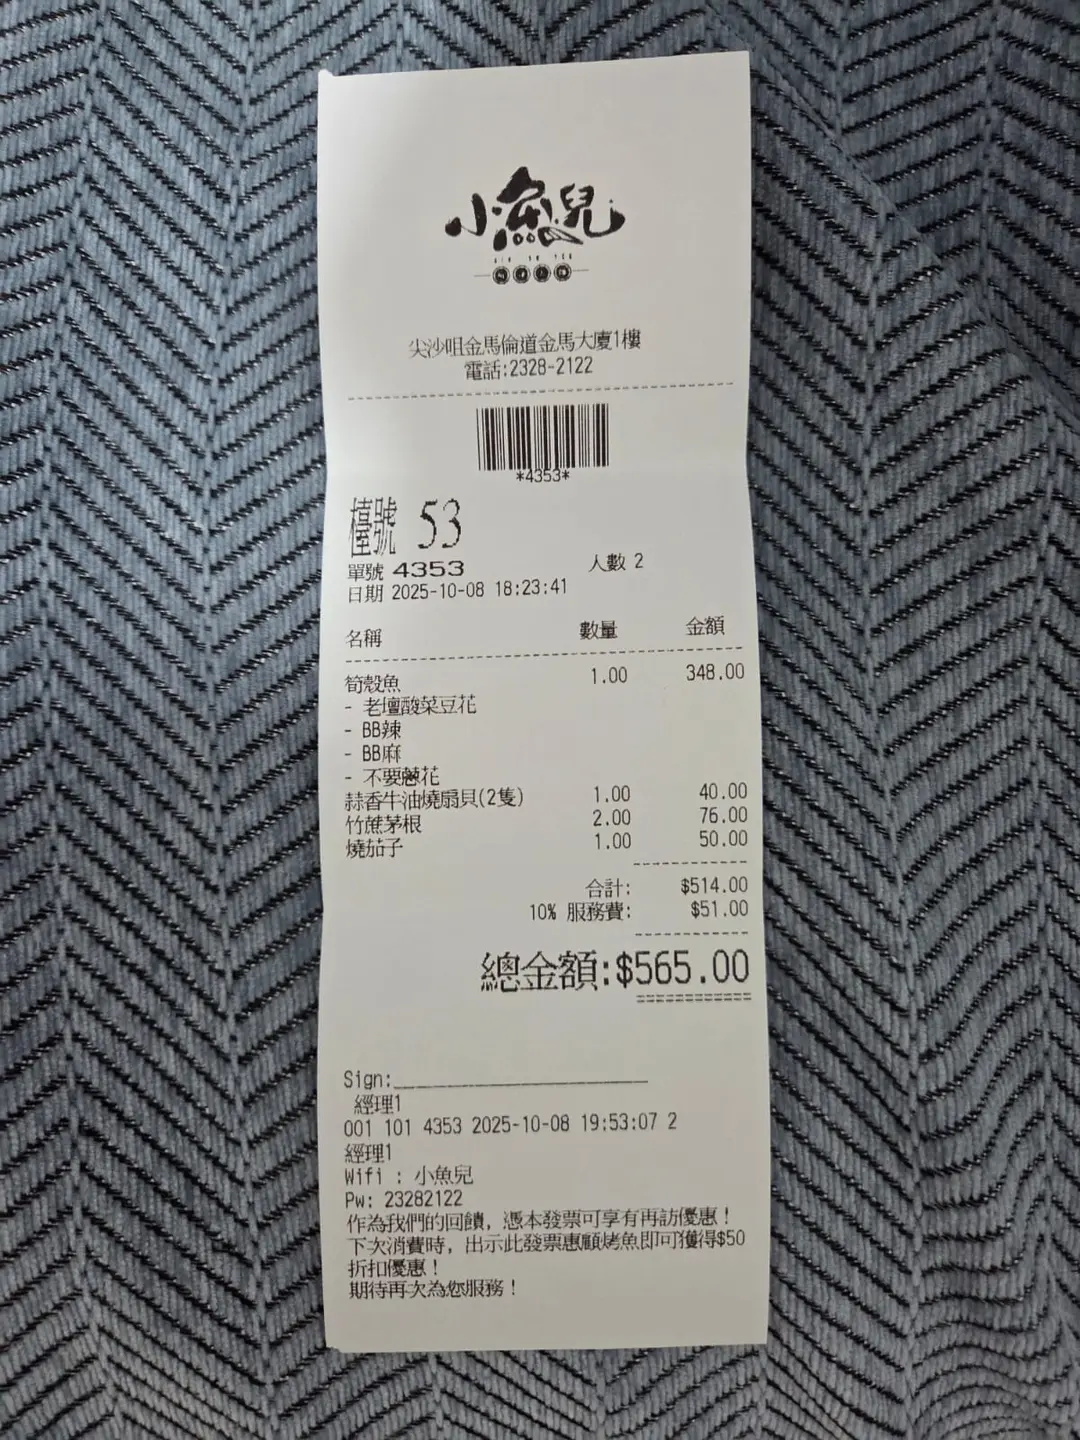 小魚兒
尖沙咀金馬倫道金馬大廈1樓
電話:2328-2122
*4353*
檯號 53
單號 4353 人數 2
日期 2025-10-08 18:23:41
名稱 數量 金額
筍殼魚 1.00 348.00
- 老壇酸菜豆花
- BB辣
- BB麻
- 不要蔥花
蒜香牛油燒扇貝(2隻) 1.00 40.00
竹蔗茅根 2.00 76.00
燒茄子 1.00 50.00
合計: $514.00
10% 服務費: $51.00
總金額:$565.00
Sign:
經理1
001 101 4353 2025-10-08 19:53:07 2
經理1
Wifi : 小魚兒
Pw: 23282122
作為我們的回饋, 憑本發票可享有再訪優惠!
下次消費時, 出示此發票惠顧烤魚即可獲得$50
折扣優惠!
期待再次為您服務!